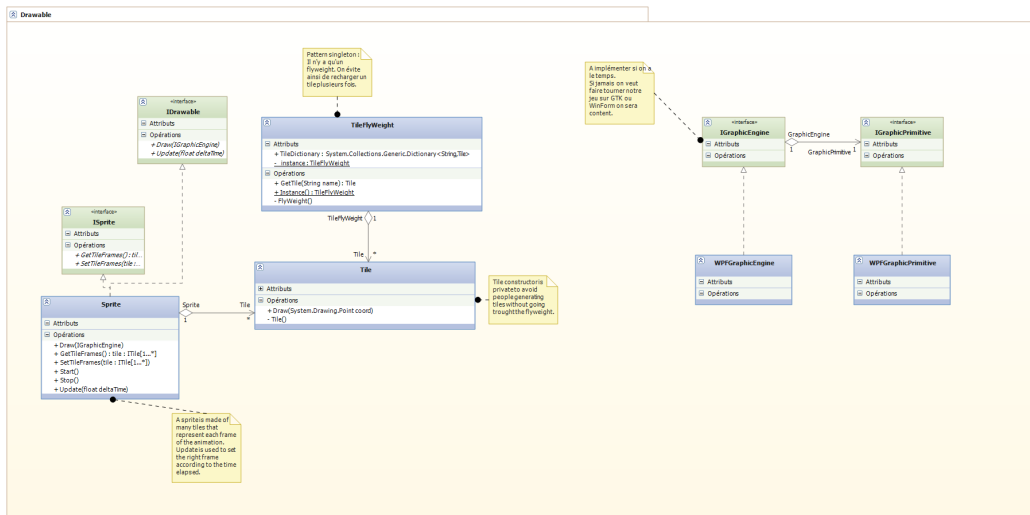 Drawable
Pattern singleton :
Il n'y a qu'un
flyweight. On évite
ainsi de recharger un
tile plusieurs fois.
A implémenter si on a
le temps.
Si jamais on veut
faire tourner notre
jeu sur GTK ou
WinForm on sera
content.
«interface»
IDrawable
Attributs
Opérations
+ Draw(IGraphicEngine)
+ Update(float deltaTime)
TileFlyWeight
Attributs
+ TileDictionary : System.Collections.Generic.Dictionary<String,Tile>
- _instance : TileFlyWeight
Opérations
+ GetTile(String name) : Tile
+ Instance() : TileFlyWeight
- FlyWeight()
«interface»
IGraphicEngine
Attributs
Opérations
GraphicEngine
1
GraphicPrimitive
1
«interface»
IGraphicPrimitive
Attributs
Opérations
«interface»
ISprite
Attributs
Opérations
+ GetTileFrames() : til...
+ SetTileFrames(tile :...
TileFlyWeight
1
Tile
*
Tile
Attributs
Opérations
+ Draw(System.Drawing.Point coord)
- Tile()
Tile constructor is
private to avoid
people generating
tiles without going
trought the flyweight.
WPFGraphicEngine
Attributs
Opérations
WPFGraphicPrimitive
Attributs
Opérations
Sprite
Attributs
Opérations
+ Draw(IGraphicEngine)
+ GetTileFrames() : tile : ITile[1...*]
+ SetTileFrames(tile : ITile[1...*])
+ Start()
+ Stop()
+ Update(float deltaTime)
Sprite
1
Tile
*
A sprite is made of
many tiles that
represent each frame
of the animation.
Update is used to set
the right frame
according to the time
elapsed.